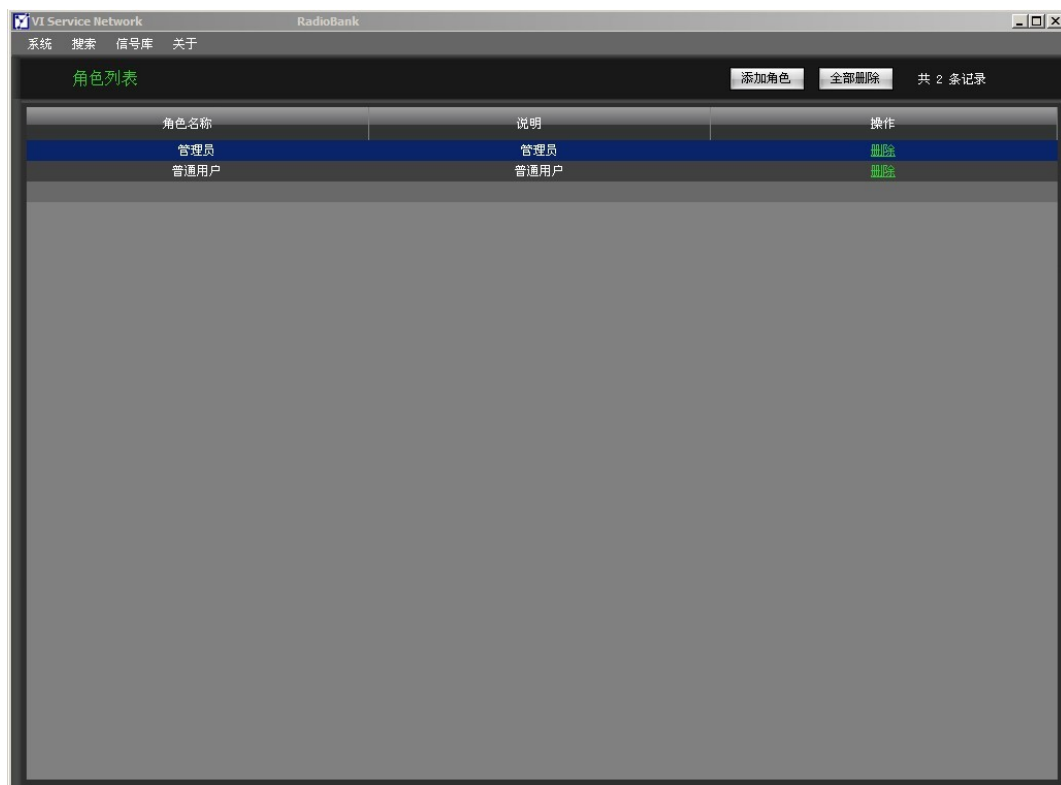 VI Service Network RadioBank
系统 搜索 信号库 关于
角色列表 添加角色 全部删除 共 2 条记录
角色名称 说明 操作
管理员 管理员 删除
普通用户 普通用户 删除